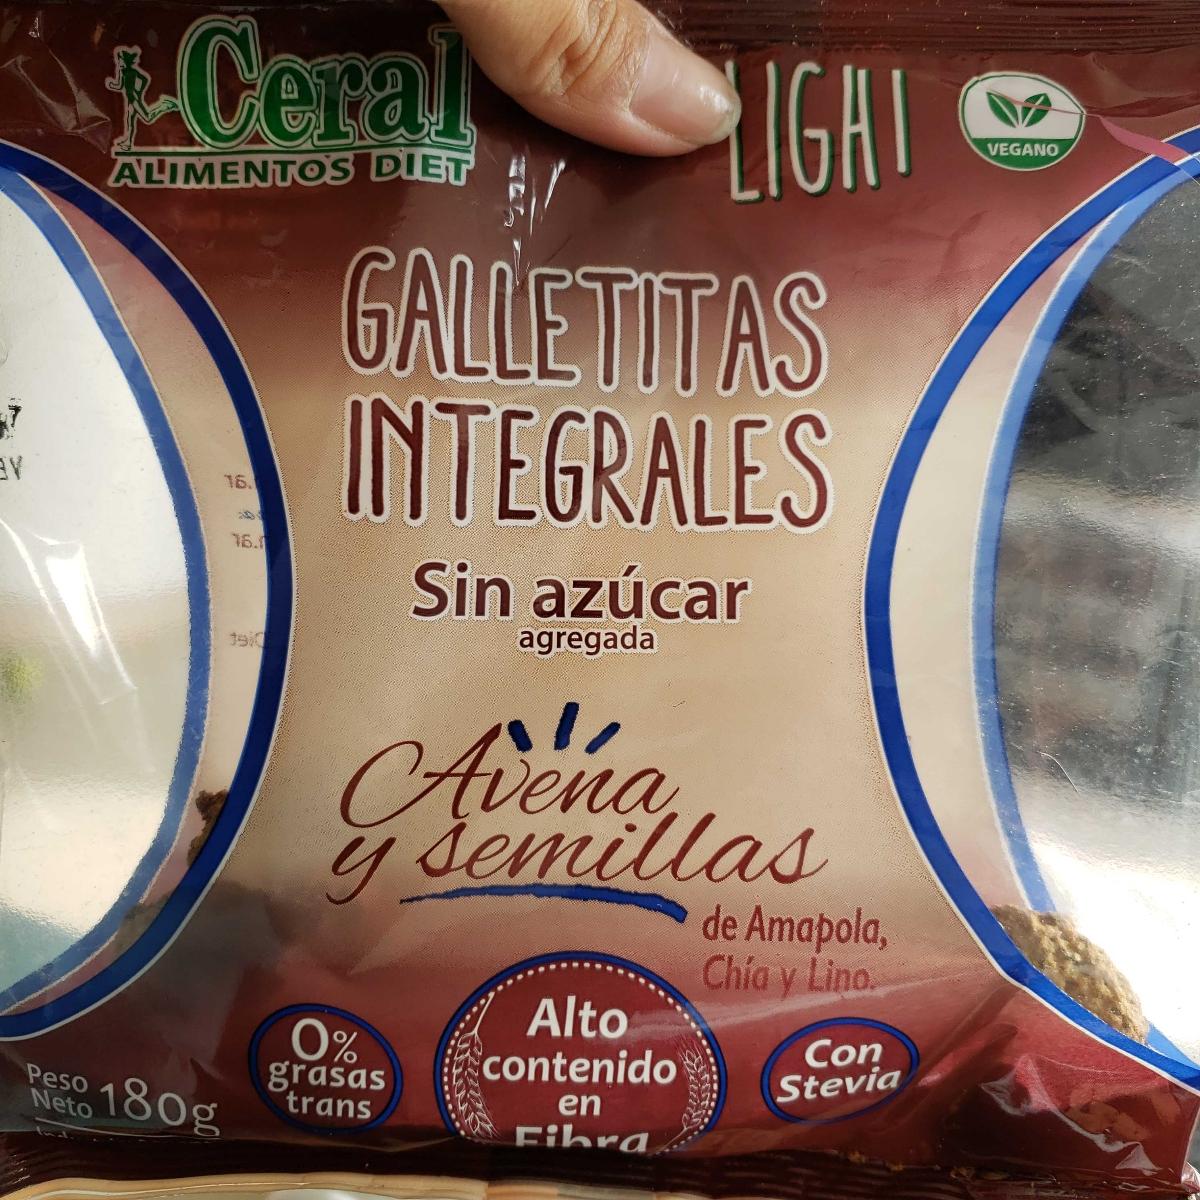 Ceral
ALIMENTOS DIET
LIGHT
VEGANO
GALLETITAS
INTEGRALES
Sin azúcar
agregada
Avena
y semillas
de Amapola,
Chía y Lino.
0%
grasas
trans
Alto
contenido
en
Fibra
Con
Stevia
Peso
Neto 180g